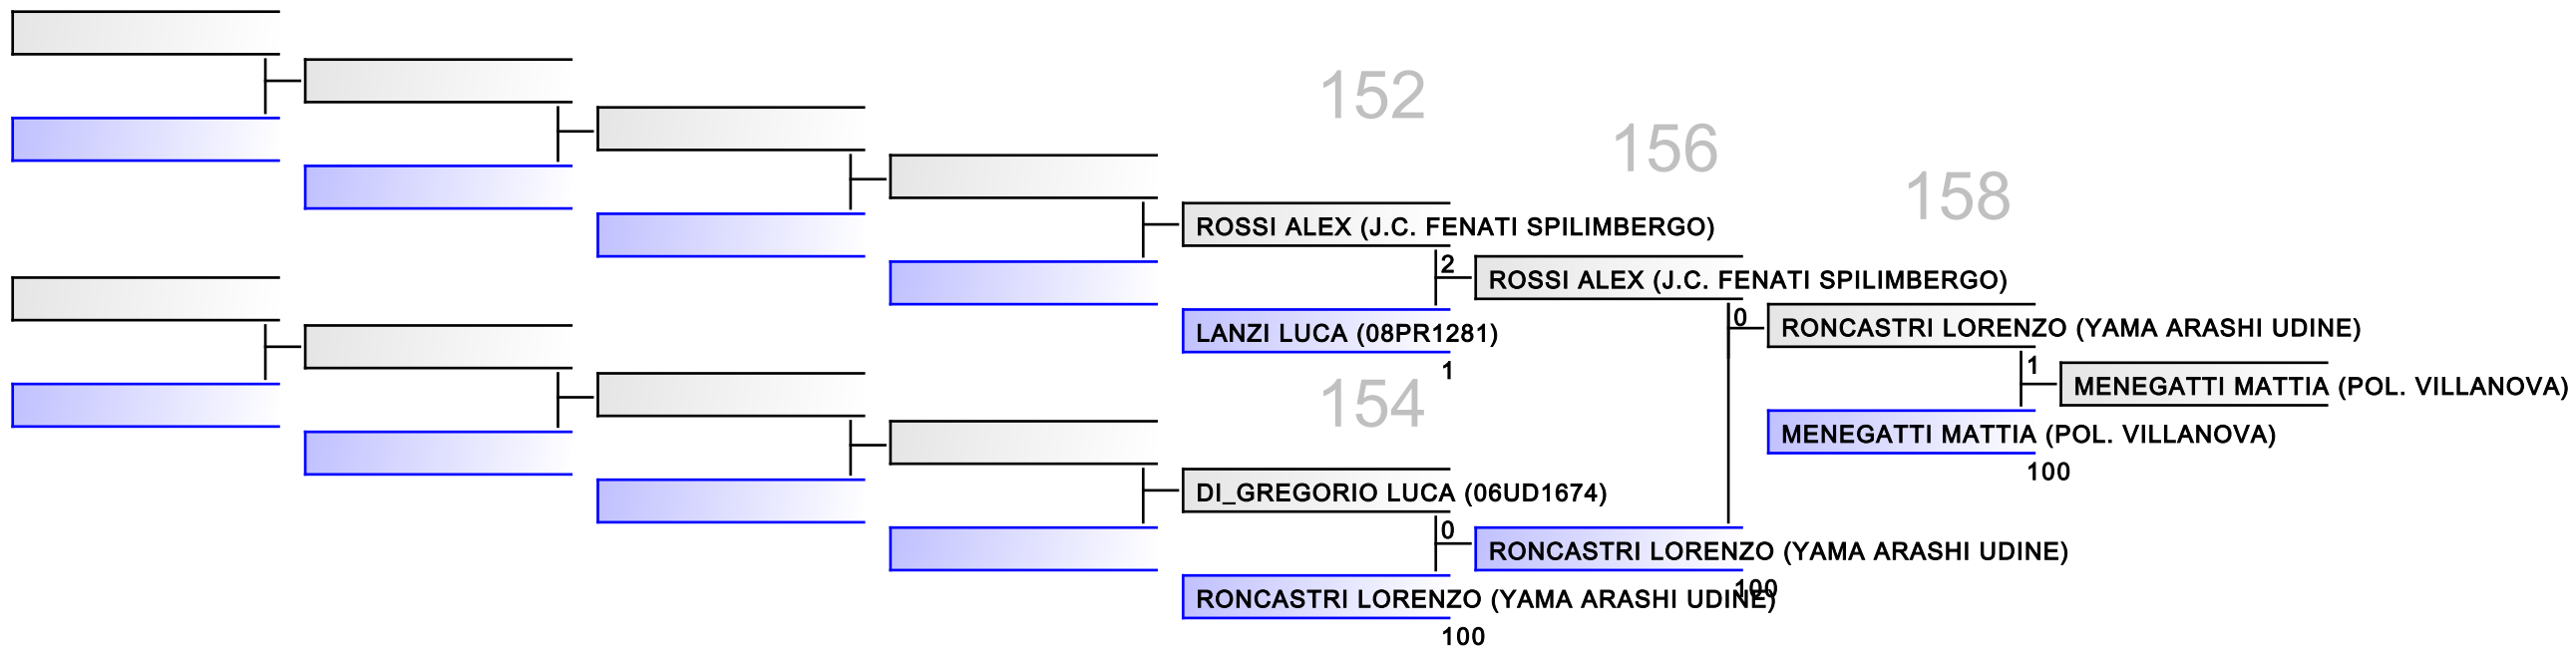 152
156
158
ROSSI ALEX (J.C. FENATI SPILIMBERGO)
2
ROSSI ALEX (J.C. FENATI SPILIMBERGO)
LANZI LUCA (08PR1281)
1
0
RONCASTRI LORENZO (YAMA ARASHI UDINE)
1
MENEGATTI MATTIA (POL. VILLANOVA)
MENEGATTI MATTIA (POL. VILLANOVA)
100
154
DI_GREGORIO LUCA (06UD1674)
0
RONCASTRI LORENZO (YAMA ARASHI UDINE)
100
RONCASTRI LORENZO (YAMA ARASHI UDINE)
100